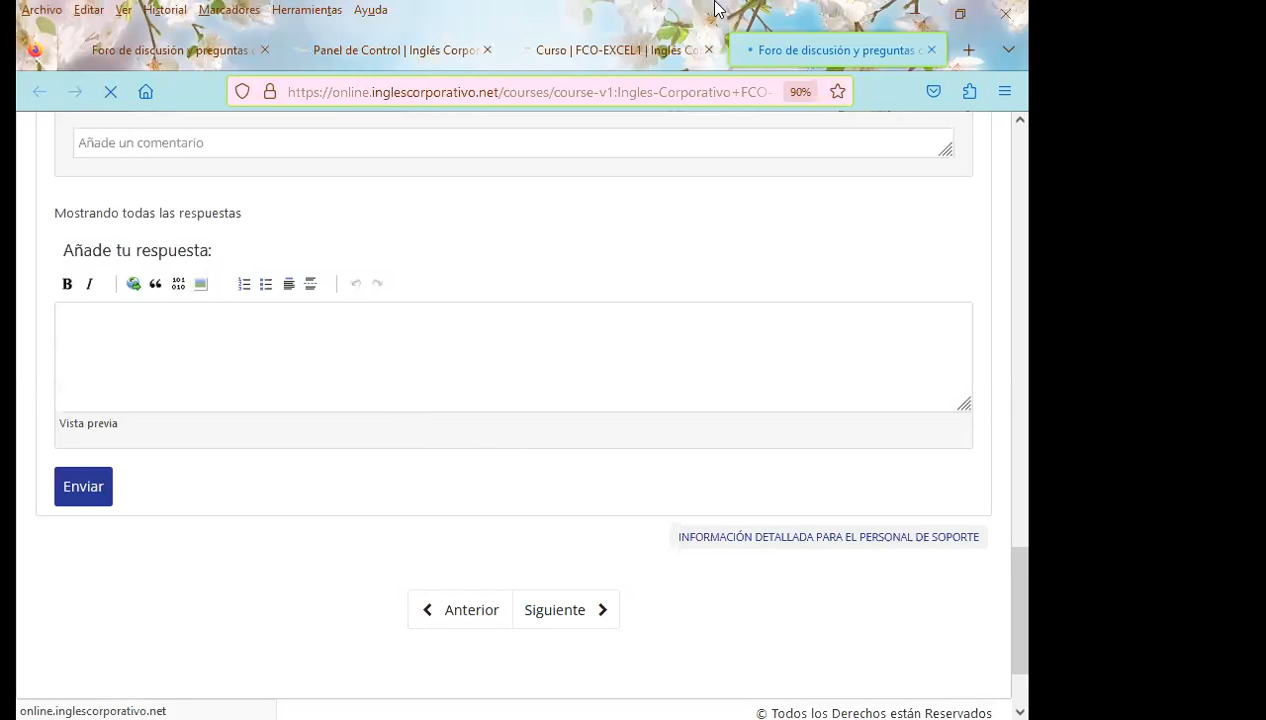 Archivo Editar Ver Historial Marcadores Herramientas Ayuda
Foro de discusión y preguntas Panel de Control | Inglés Corpor Curso | FCO-EXCEL1 | Inglés Co Foro de discusión y preguntas
https://online.inglescorporativo.net/courses/course-v1:Ingles-Corporativo+FCO- 90%
Añade un comentario
Mostrando todas las respuestas
Añade tu respuesta:
B I 101 010
Vista previa
Enviar
INFORMACIÓN DETALLADA PARA EL PERSONAL DE SOPORTE
Anterior Siguiente
online.inglescorporativo.net
© Todos los Derechos están Reservados